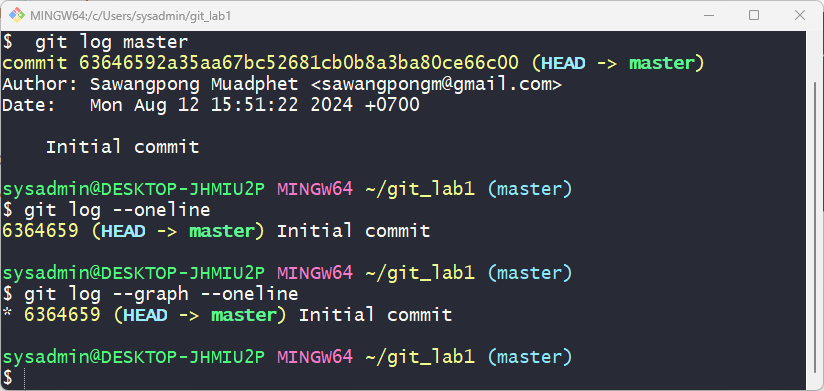 MINGW64:/c/Users/sysadmin/git_lab1
$  git log master
commit 63646592a35aa67bc52681cb0b8a3ba80ce66c00 (HEAD -> master)
Author: Sawangpong Muadphet <sawangpongm@gmail.com>
Date:   Mon Aug 12 15:51:22 2024 +0700
    Initial commit
sysadmin@DESKTOP-JHMIU2P MINGW64 ~/git_lab1 (master)
$ git log --oneline
6364659 (HEAD -> master) Initial commit
sysadmin@DESKTOP-JHMIU2P MINGW64 ~/git_lab1 (master)
$ git log --graph --oneline
* 6364659 (HEAD -> master) Initial commit
sysadmin@DESKTOP-JHMIU2P MINGW64 ~/git_lab1 (master)
$